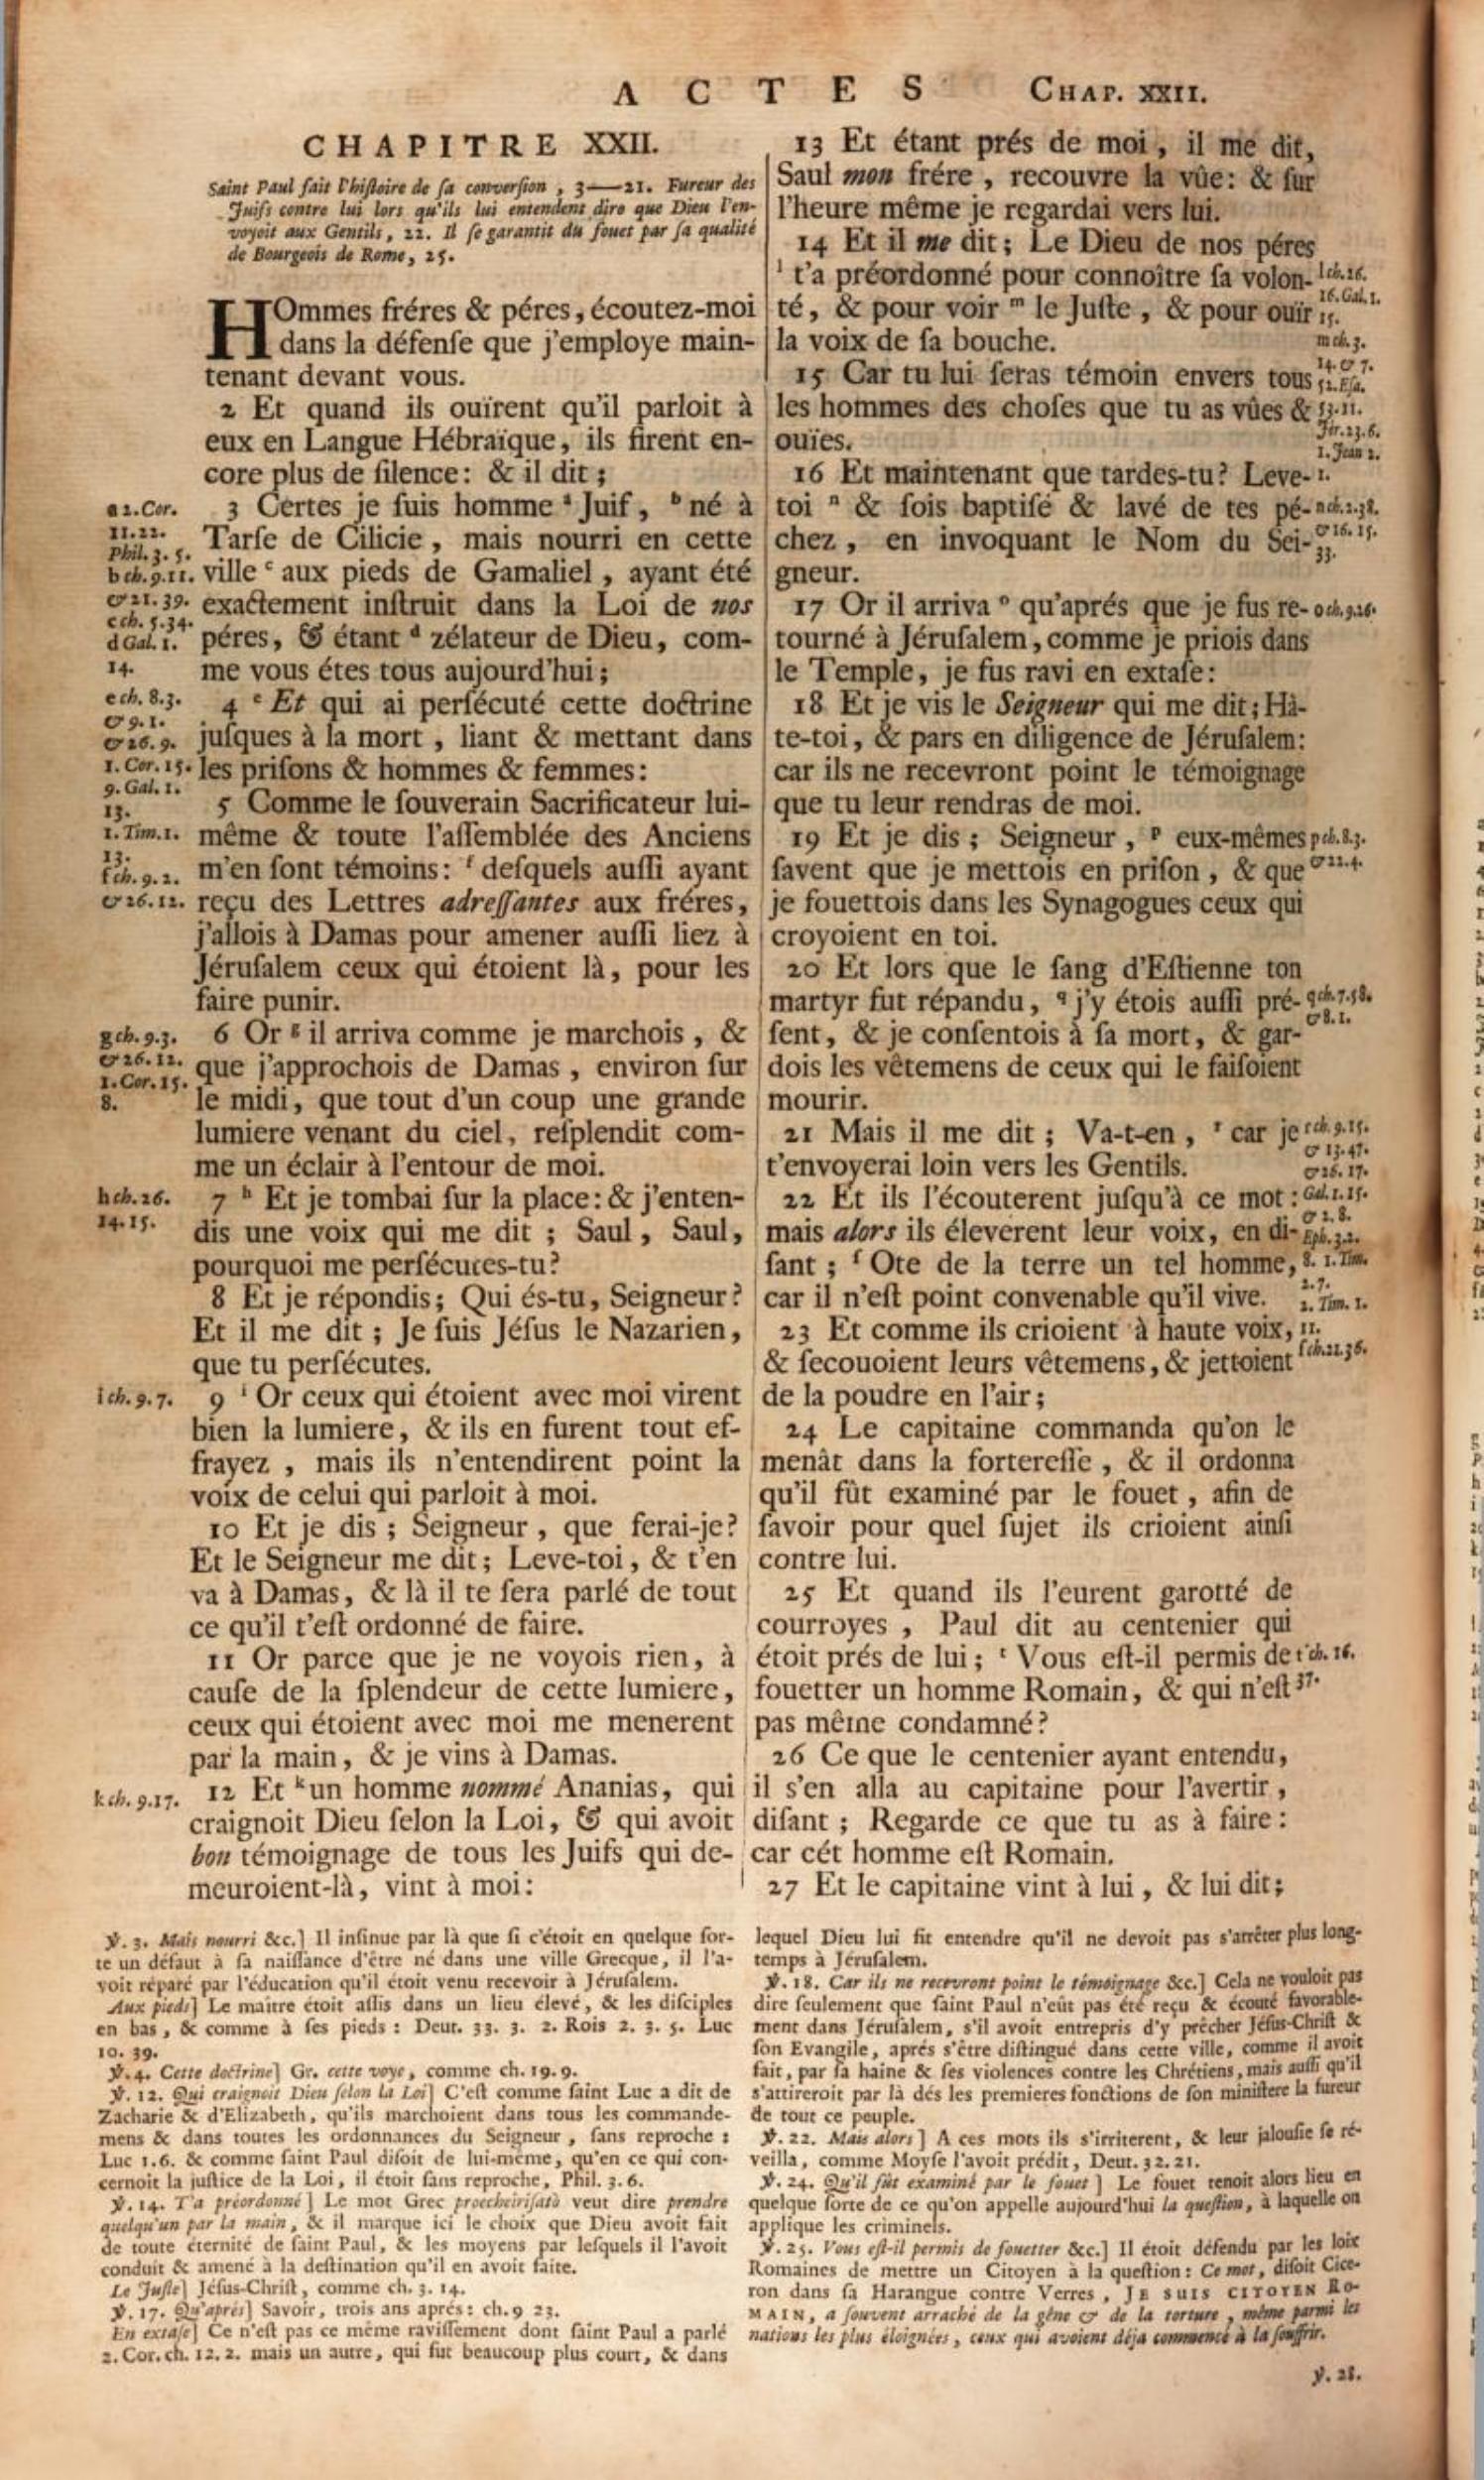 A C T E S CHAP. XXII.
CHAPITRE XXII.
Saint Paul fait l'hiſtoire de ſa converſion, 3—21. Fureur des
Juifs contre lui lors qu'ils lui entendent dire que Dieu l'en-
voyoit aux Gentils, 22. Il ſe garantit du fouet par ſa qualité
de Bourgeois de Rome, 25.
HOmmes fréres & péres, écoutez-moi
dans la défenſe que j'employe main-
tenant devant vous.
2 Et quand ils ouïrent qu'il parloit à
eux en Langue Hébraïque, ils firent en-
core plus de ſilence: & il dit;
3 Certes je ſuis homme ª Juif, ᵇ né à
Tarſe de Cilicie, mais nourri en cette
ville ᶜ aux pieds de Gamaliel, ayant été
exactement inſtruit dans la Loi de nos
péres, & étant ᵈ zélateur de Dieu, com-
me vous étes tous aujourd'hui;
4 ᵉ Et qui ai perſécuté cette doctrine
juſques à la mort, liant & mettant dans
les priſons & hommes & femmes:
5 Comme le ſouverain Sacrificateur lui-
même & toute l'aſſemblée des Anciens
m'en ſont témoins: ᶠ deſquels auſſi ayant
reçu des Lettres adreſſantes aux fréres,
j'allois à Damas pour amener auſſi liez à
Jéruſalem ceux qui étoient là, pour les
faire punir.
6 Or ᵍ il arriva comme je marchois, &
que j'approchois de Damas, environ ſur
le midi, que tout d'un coup une grande
lumiere venant du ciel, reſplendit com-
me un éclair à l'entour de moi.
7 ʰ Et je tombai ſur la place: & j'enten-
dis une voix qui me dit; Saul, Saul,
pourquoi me perſécutes-tu?
8 Et je répondis; Qui és-tu, Seigneur?
Et il me dit; Je ſuis Jéſus le Nazarien,
que tu perſécutes.
9 ⁱ Or ceux qui étoient avec moi virent
bien la lumiere, & ils en furent tout ef-
frayez, mais ils n'entendirent point la
voix de celui qui parloit à moi.
10 Et je dis; Seigneur, que ferai-je?
Et le Seigneur me dit; Leve-toi, & t'en
va à Damas, & là il te ſera parlé de tout
ce qu'il t'eſt ordonné de faire.
11 Or parce que je ne voyois rien, à
cauſe de la ſplendeur de cette lumiere,
ceux qui étoient avec moi me menerent
par la main, & je vins à Damas.
12 Et ᵏ un homme nommé Ananias, qui
craignoit Dieu ſelon la Loi, & qui avoit
bon témoignage de tous les Juifs qui de-
meuroient-là, vint à moi:
a 2. Cor.
11.22.
Phil. 3. 5.
b ch. 9.11.
& 21. 39.
c ch. 5.34.
d Gal. 1.
14.
e ch. 8.3.
& 9.1.
& 26.9.
1. Cor. 15.
9. Gal. 1.
13.
1. Tim. 1.
13.
f ch. 9.2.
& 26.12.
g ch. 9.3.
& 26.12.
1. Cor. 15.
8.
h ch. 26.
14.15.
i ch. 9.7.
k ch. 9.17.
13 Et étant prés de moi, il me dit,
Saul mon frére, recouvre la vûe: & ſur
l'heure même je regardai vers lui.
14 Et il me dit; Le Dieu de nos péres
ˡ t'a préordonné pour connoître ſa volon-
té, & pour voir ᵐ le Juſte, & pour ouïr
la voix de ſa bouche.
15 Car tu lui ſeras témoin envers tous
les hommes des choſes que tu as vûes &
ouïes.
16 Et maintenant que tardes-tu? Leve-
toi ⁿ & ſois baptiſé & lavé de tes pé-
chez, en invoquant le Nom du Sei-
gneur.
17 Or il arriva ᵒ qu'aprés que je fus re-
tourné à Jéruſalem, comme je priois dans
le Temple, je fus ravi en extaſe:
18 Et je vis le Seigneur qui me dit; Hà-
te-toi, & pars en diligence de Jéruſalem:
car ils ne recevront point le témoignage
que tu leur rendras de moi.
19 Et je dis; Seigneur, ᵖ eux-mêmes
ſavent que je mettois en priſon, & que
je fouettois dans les Synagogues ceux qui
croyoient en toi.
20 Et lors que le ſang d'Eſtienne ton
martyr fut répandu, ᑫ j'y étois auſſi pré-
ſent, & je conſentois à ſa mort, & gar-
dois les vêtemens de ceux qui le faiſoient
mourir.
21 Mais il me dit; Va-t-en, ʳ car je
t'envoyerai loin vers les Gentils.
22 Et ils l'écouterent juſqu'à ce mot:
mais alors ils éleverent leur voix, en di-
ſant; ᶠ Ote de la terre un tel homme,
car il n'eſt point convenable qu'il vive.
23 Et comme ils crioient à haute voix,
& ſecouoient leurs vêtemens, & jettoient
de la poudre en l'air;
24 Le capitaine commanda qu'on le
menât dans la fortereſſe, & il ordonna
qu'il fût examiné par le fouet, afin de
ſavoir pour quel ſujet ils crioient ainſi
contre lui.
25 Et quand ils l'eurent garotté de
courroyes, Paul dit au centenier qui
étoit prés de lui; ᵗ Vous eſt-il permis de
fouetter un homme Romain, & qui n'eſt
pas même condamné?
26 Ce que le centenier ayant entendu,
il s'en alla au capitaine pour l'avertir,
diſant; Regarde ce que tu as à faire:
car cét homme eſt Romain.
27 Et le capitaine vint à lui, & lui dit;
l ch. 26.
16. Gal. 1.
15.
m ch. 3.
14. & 7.
52. Eſa.
53.11.
Jér. 23.6.
1. Jean 2.
1.
n ch. 2.38.
& 16. 15.
33.
o ch. 9.26.
p ch. 8.3.
& 22.4.
q ch. 7.58.
& 8.1.
r ch. 9.15.
& 13.47.
& 26. 17.
Gal. 1.15.
& 2.8.
Eph. 3.2.
8. 1. Tim.
2.7.
2. Tim. 1.
11.
ſ ch. 22.36.
t ch. 16.
37.
℣. 3. Mais nourri &c.] Il inſinue par là que ſi c'étoit en quelque ſor-
te un défaut à ſa naiſſance d'être né dans une ville Grecque, il l'a-
voit réparé par l'éducation qu'il étoit venu recevoir à Jéruſalem.
Aux pieds] Le maître étoit aſſis dans un lieu élevé, & les diſciples
en bas, & comme à ſes pieds: Deut. 33. 3. 2. Rois 2. 3. 5. Luc
10. 39.
℣. 4. Cette doctrine] Gr. cette voye, comme ch. 19. 9.
℣. 12. Qui craignoit Dieu ſelon la Loi] C'eſt comme ſaint Luc a dit de
Zacharie & d'Elizabeth, qu'ils marchoient dans tous les commande-
mens & dans toutes les ordonnances du Seigneur, ſans reproche:
Luc 1. 6. & comme ſaint Paul diſoit de lui-méme, qu'en ce qui con-
cernoit la juſtice de la Loi, il étoit ſans reproche, Phil. 3. 6.
℣. 14. T'a préordonné] Le mot Grec proecheiriſatò veut dire prendre
quelqu'un par la main, & il marque ici le choix que Dieu avoit fait
de toute éternité de ſaint Paul, & les moyens par leſquels il l'avoit
conduit & amené à la deſtination qu'il en avoit faite.
Le Juſte] Jéſus-Chriſt, comme ch. 3. 14.
℣. 17. Qu'aprés] Savoir, trois ans aprés: ch. 9 23.
En extaſe] Ce n'eſt pas ce méme raviſſement dont ſaint Paul a parlé
2. Cor. ch. 12. 2. mais un autre, qui fut beaucoup plus court, & dans
lequel Dieu lui fit entendre qu'il ne devoit pas s'arrêter plus long-
temps à Jéruſalem.
℣. 18. Car ils ne recevront point le témoignage &c.] Cela ne vouloit pas
dire ſeulement que ſaint Paul n'eût pas été reçu & écouté favorable-
ment dans Jéruſalem, s'il avoit entrepris d'y précher Jéſus-Chriſt &
ſon Evangile, aprés s'être diſtingué dans cette ville, comme il avoit
fait, par ſa haine & ſes violences contre les Chrétiens, mais auſſi qu'il
s'attireroit par là dés les premieres fonctions de ſon miniſtere la fureur
de tout ce peuple.
℣. 22. Mais alors] A ces mots ils s'irriterent, & leur jalouſie ſe ré-
veilla, comme Moyſe l'avoit prédit, Deut. 32. 21.
℣. 24. Qu'il fût examiné par le fouet] Le fouet tenoit alors lieu en
quelque ſorte de ce qu'on appelle aujourd'hui la queſtion, à laquelle on
applique les criminels.
℣. 25. Vous eſt-il permis de fouetter &c.] Il étoit défendu par les loix
Romaines de mettre un Citoyen à la queſtion: Ce mot, diſoit Cice-
ron dans ſa Harangue contre Verres, JE SUIS CITOYEN RO-
MAIN, a ſouvent arraché de la gêne & de la torture, même parmi les
nations les plus éloignées, ceux qui avoient déja commencé à la ſouffrir.
℣. 28.